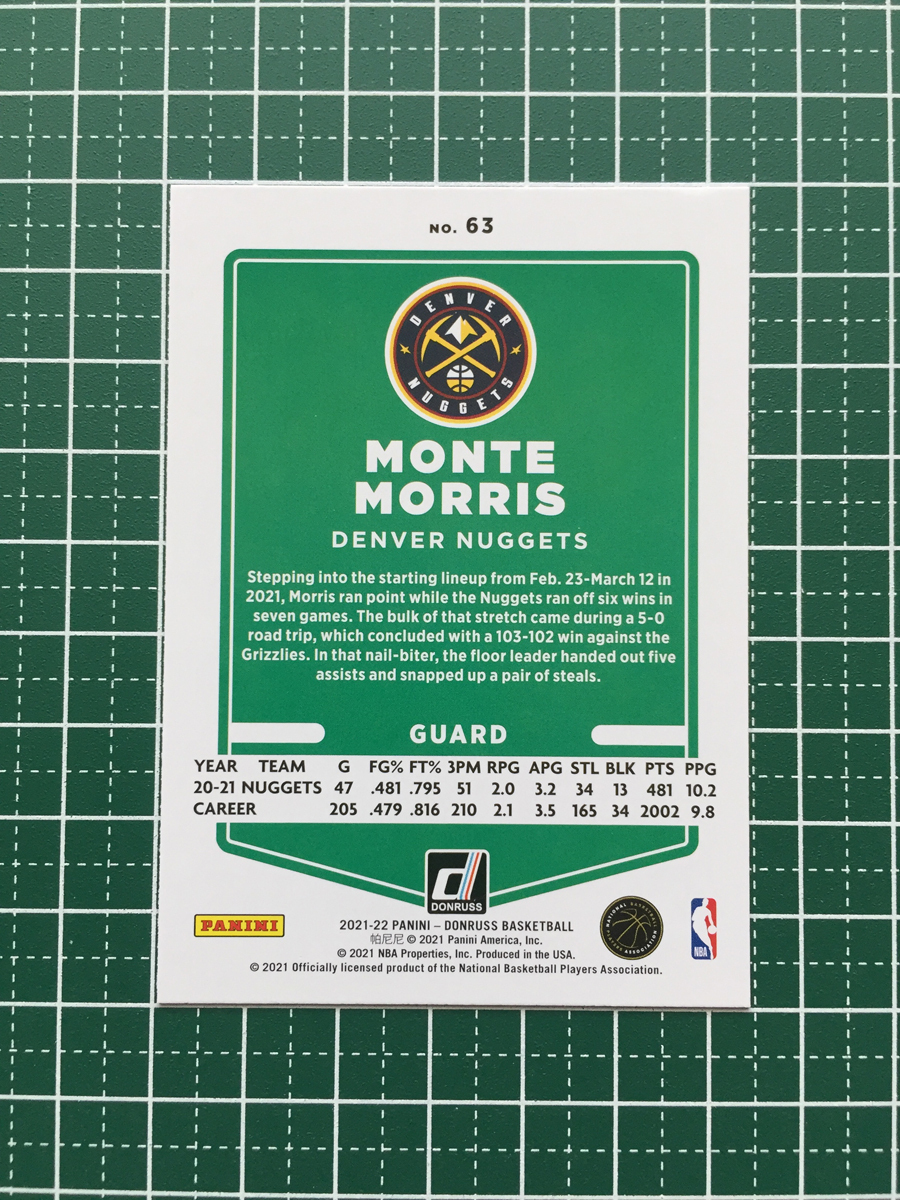 NO. 63
DENVER
NUGGETS
MONTE
MORRIS
DENVER NUGGETS
Stepping into the starting lineup from Feb. 23-March 12 in
2021, Morris ran point while the Nuggets ran off six wins in
seven games. The bulk of that stretch came during a 5-0
road trip, which concluded with a 103-102 win against the
Grizzlies. In that nail-biter, the floor leader handed out five
assists and snapped up a pair of steals.
GUARD
YEAR TEAM G FG% FT% 3PM RPG APG STL BLK PTS PPG
20-21 NUGGETS 47 .481 .795 51 2.0 3.2 34 13 481 10.2
CAREER 205 .479 .816 210 2.1 3.5 165 34 2002 9.8
d
DONRUSS
PANINI
2021-22 PANINI – DONRUSS BASKETBALL
帕尼尼 © 2021 Panini America, Inc.
© 2021 NBA Properties, Inc. Produced in the USA.
© 2021 Officially licensed product of the National Basketball Players Association.
NATIONAL BASKETBALL
PLAYERS ASSOCIATION
NBA